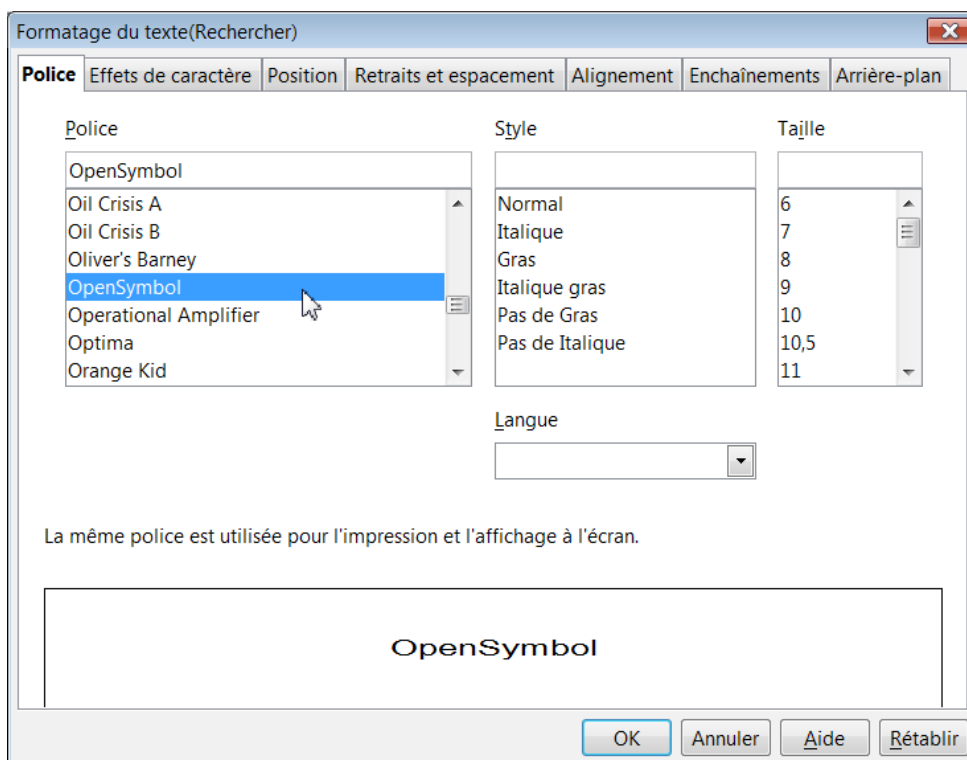 Formatage du texte(Rechercher)
Police Effets de caractère Position Retraits et espacement Alignement Enchaînements Arrière-plan
Police Style Taille
OpenSymbol
Oil Crisis A Normal 6
Oil Crisis B Italique 7
Oliver's Barney Gras 8
OpenSymbol Italique gras 9
Operational Amplifier Pas de Gras 10
Optima Pas de Italique 10,5
Orange Kid 11
Langue
La même police est utilisée pour l'impression et l'affichage à l'écran.
OpenSymbol
OK Annuler Aide Rétablir